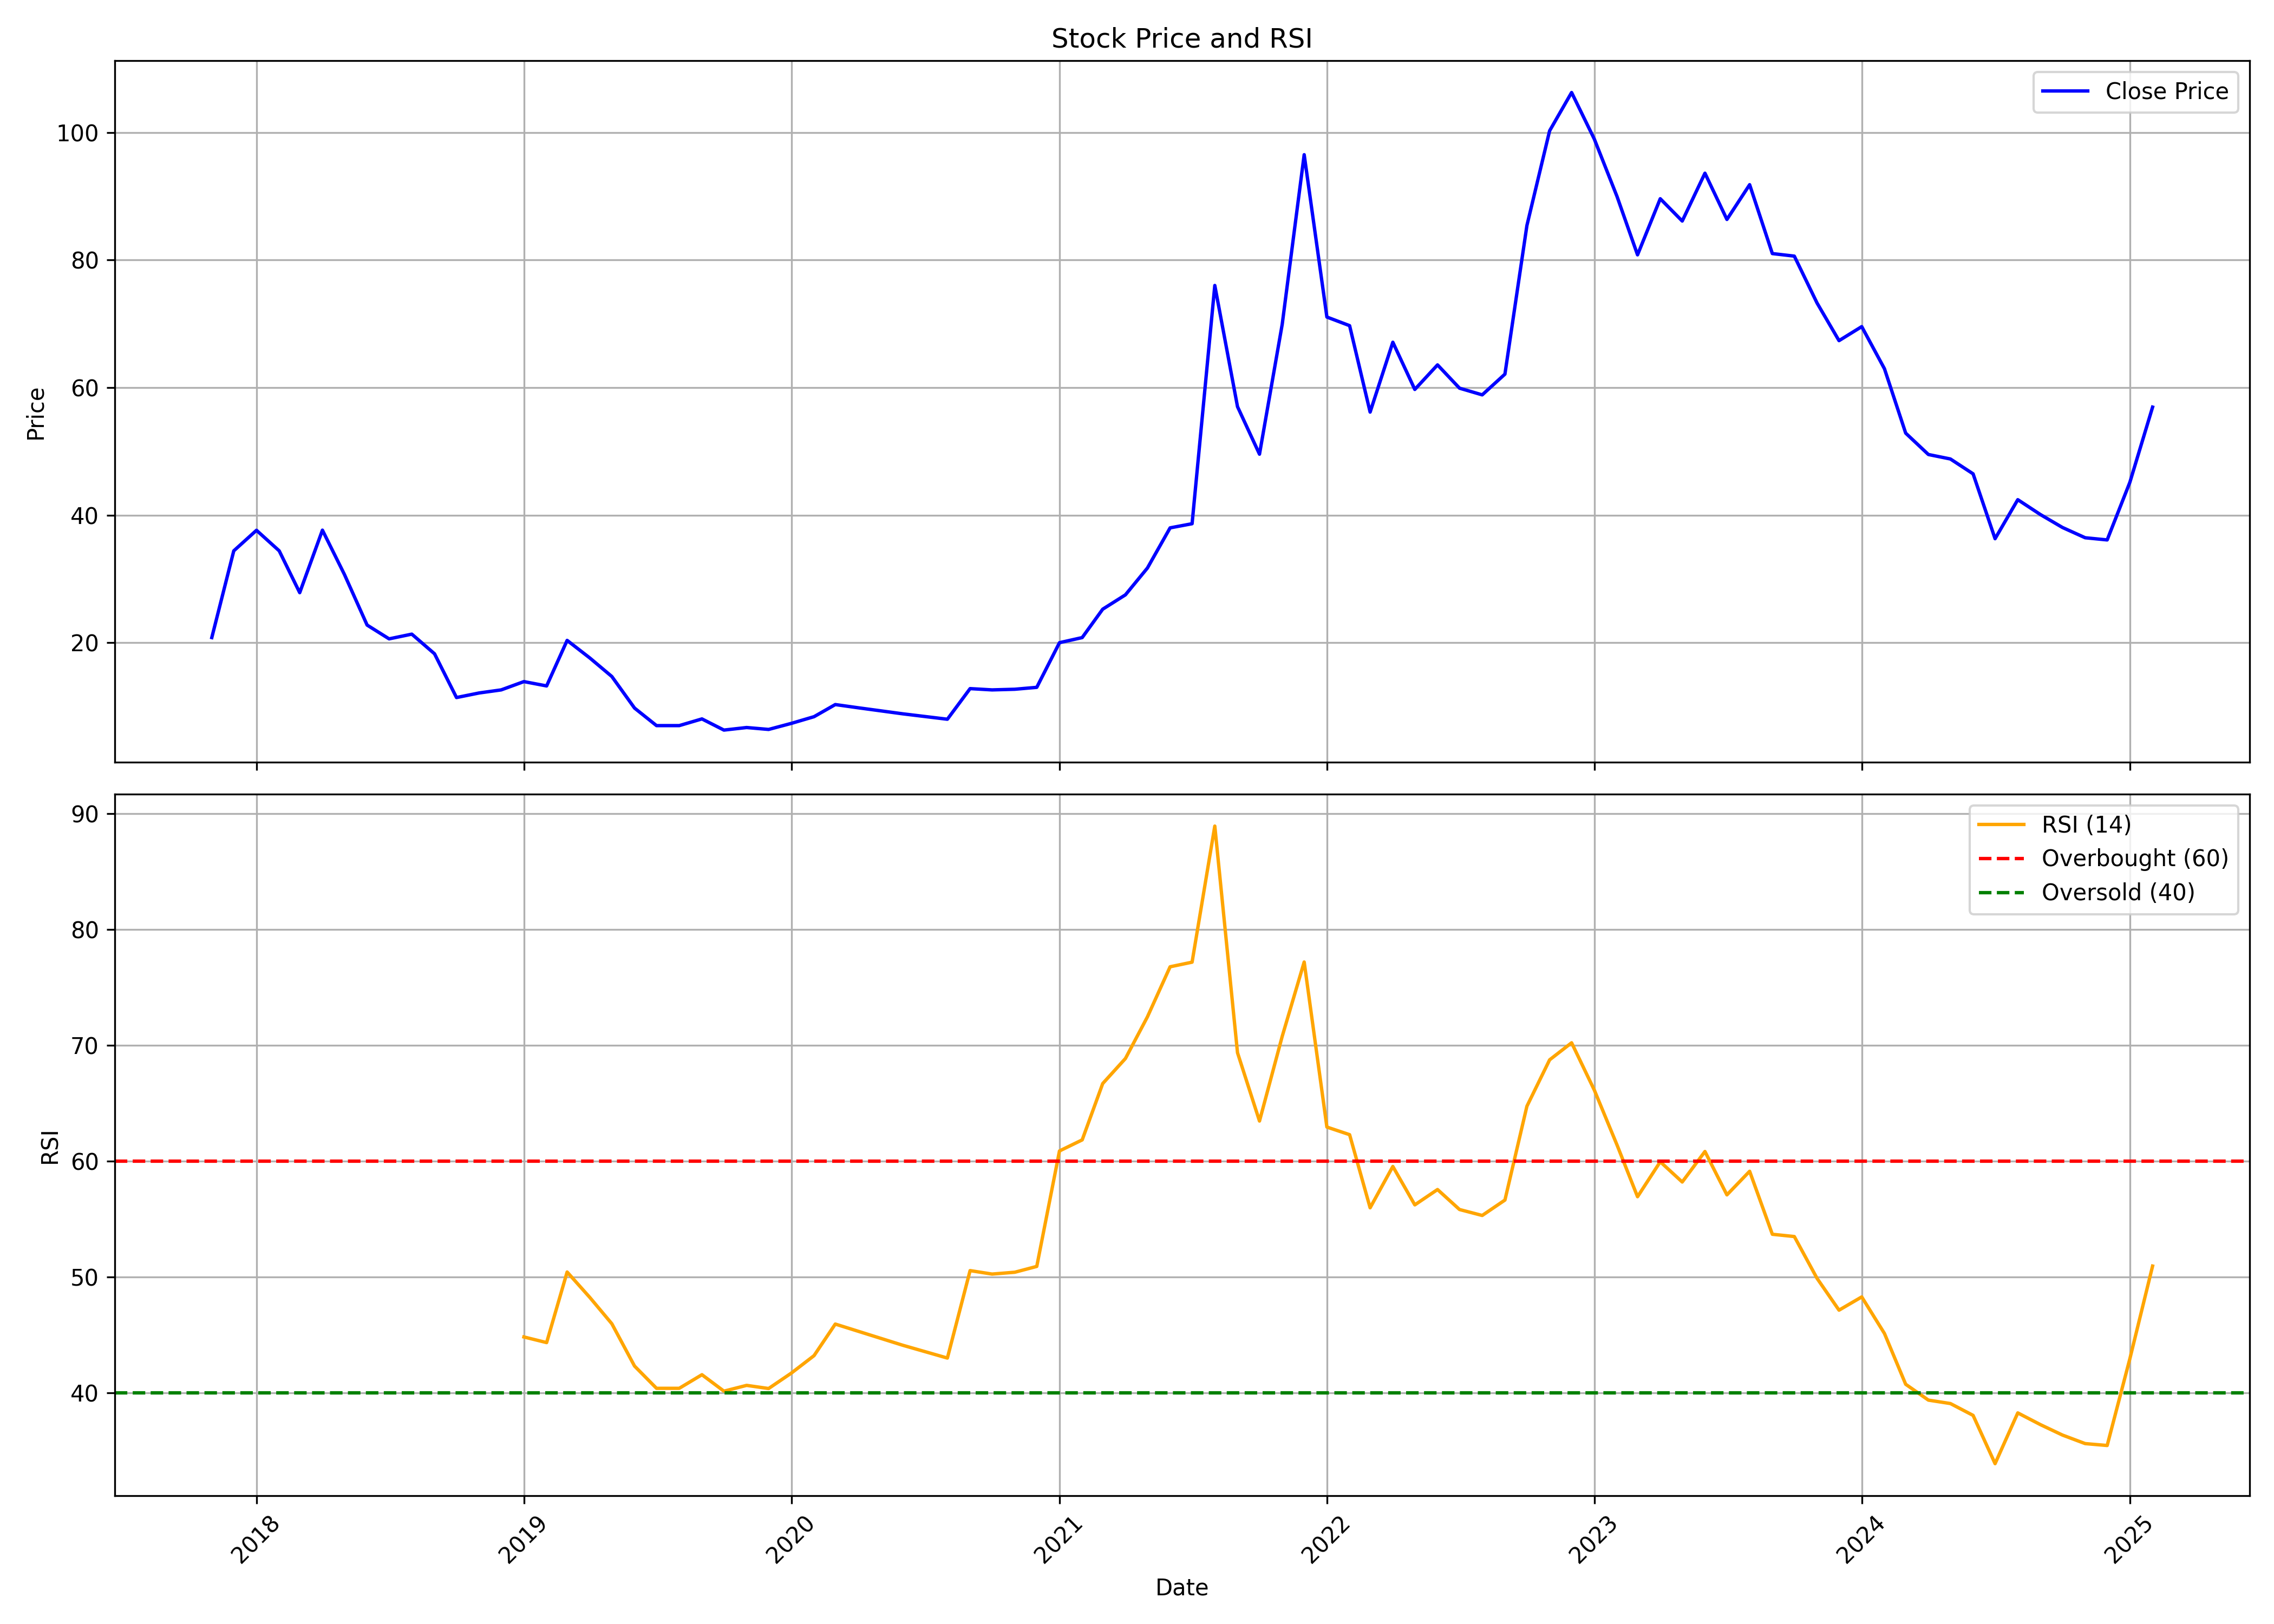 Stock Price and RSI
Close Price
100
80
60
40
20
Price
90
80
70
60
50
40
RSI
RSI (14)
Overbought (60)
Oversold (40)
2018
2019
2020
2021
2022
2023
2024
2025
Date